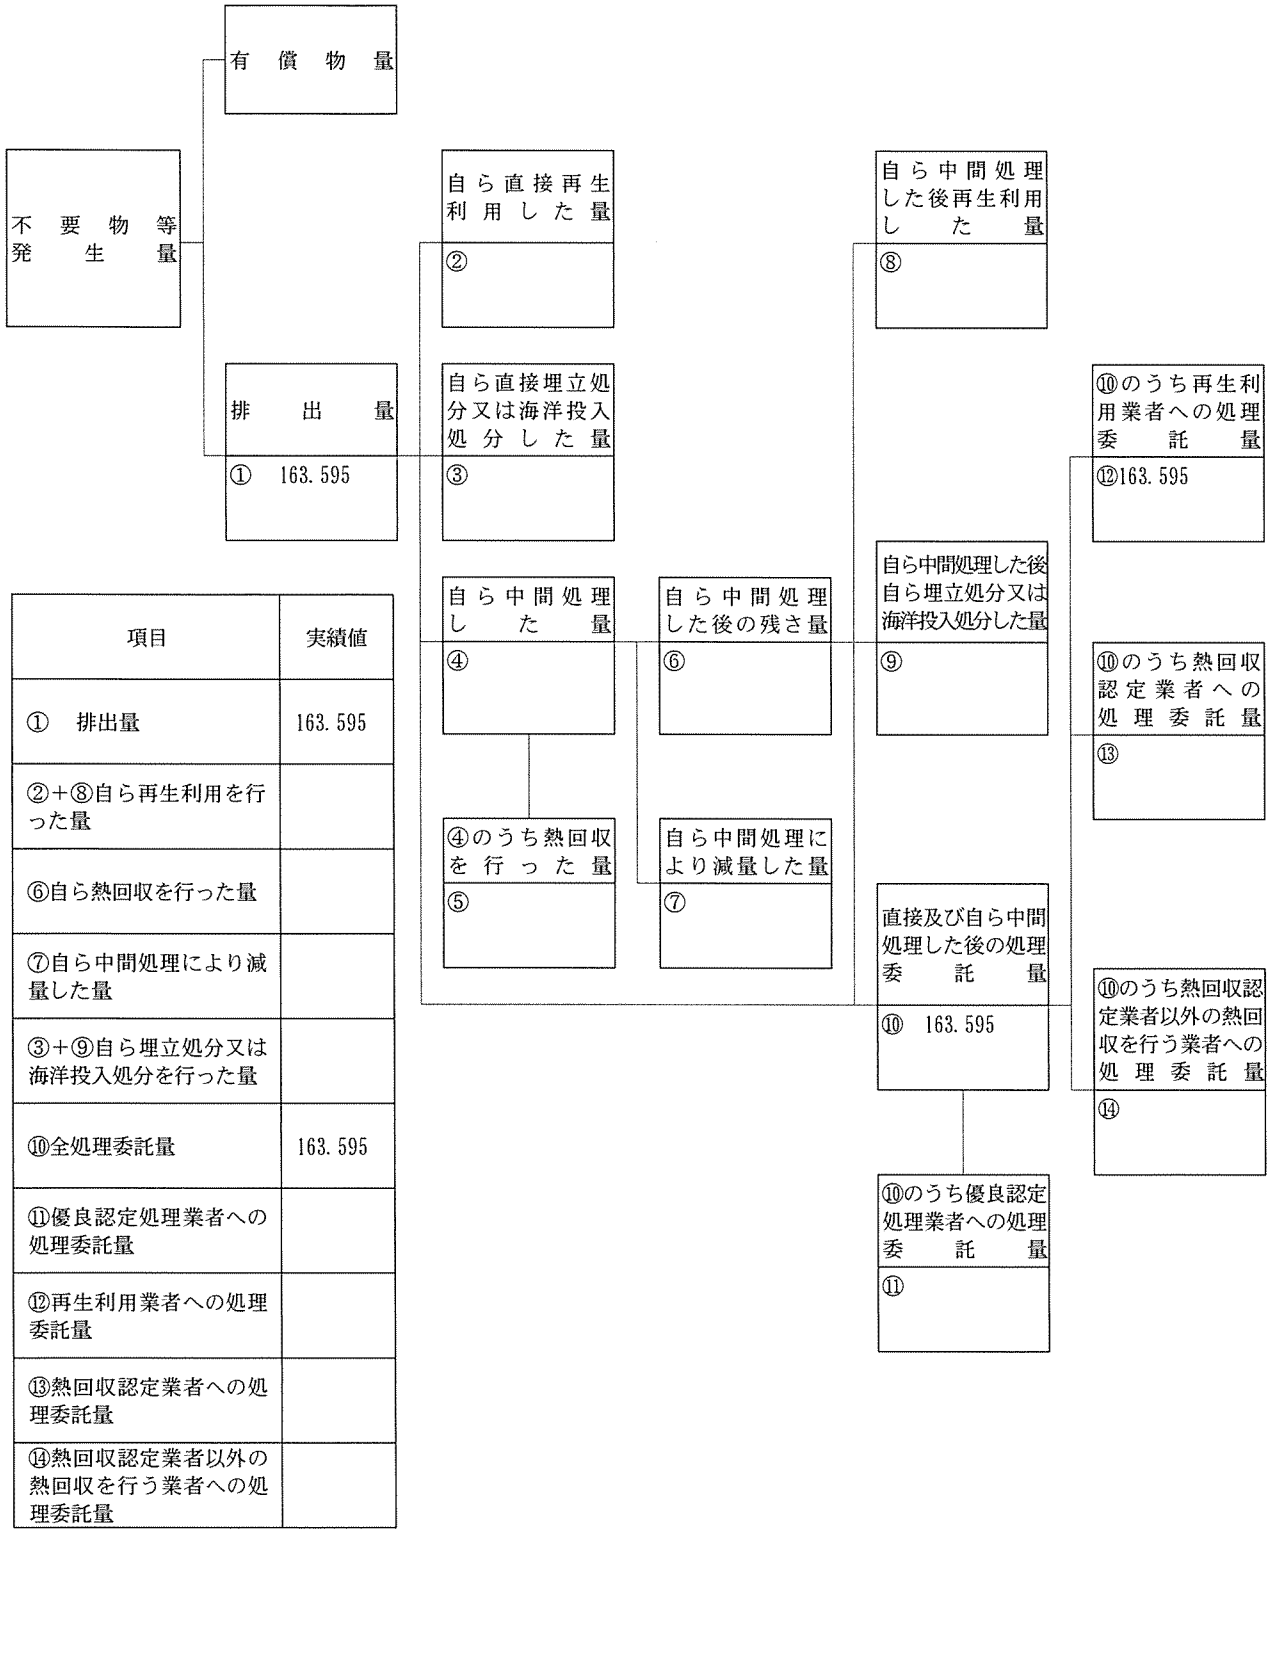 有償物量
不要物等
発生量
自ら直接再生
利用した量
②
自ら中間処理
した後再生利用
した量
⑧
排出量
① 163.595
自ら直接埋立処
分又は海洋投入
処分した量
③
⑩のうち再生利
用業者への処理
委託量
⑫163.595
自ら中間処理
した量
④
自ら中間処理
した後の残さ量
⑥
自ら中間処理した後
自ら埋立処分又は
海洋投入処分した量
⑨
⑩のうち熱回収
認定業者への
処理委託量
⑬
④のうち熱回収
を行った量
⑤
自ら中間処理に
より減量した量
⑦
直接及び自ら中間
処理した後の処理
委託量
⑩ 163.595
⑩のうち熱回収認
定業者以外の熱回
収を行う業者への
処理委託量
⑭
⑩のうち優良認定
処理業者への処理
委託量
⑪
項目 実績値
① 排出量 163.595
②+⑧自ら再生利用を行
った量
⑥自ら熱回収を行った量
⑦自ら中間処理により減
量した量
③+⑨自ら埋立処分又は
海洋投入処分を行った量
⑩全処理委託量 163.595
⑪優良認定処理業者への
処理委託量
⑫再生利用業者への処理
委託量
⑬熱回収認定業者への処
理委託量
⑭熱回収認定業者以外の
熱回収を行う業者への処
理委託量